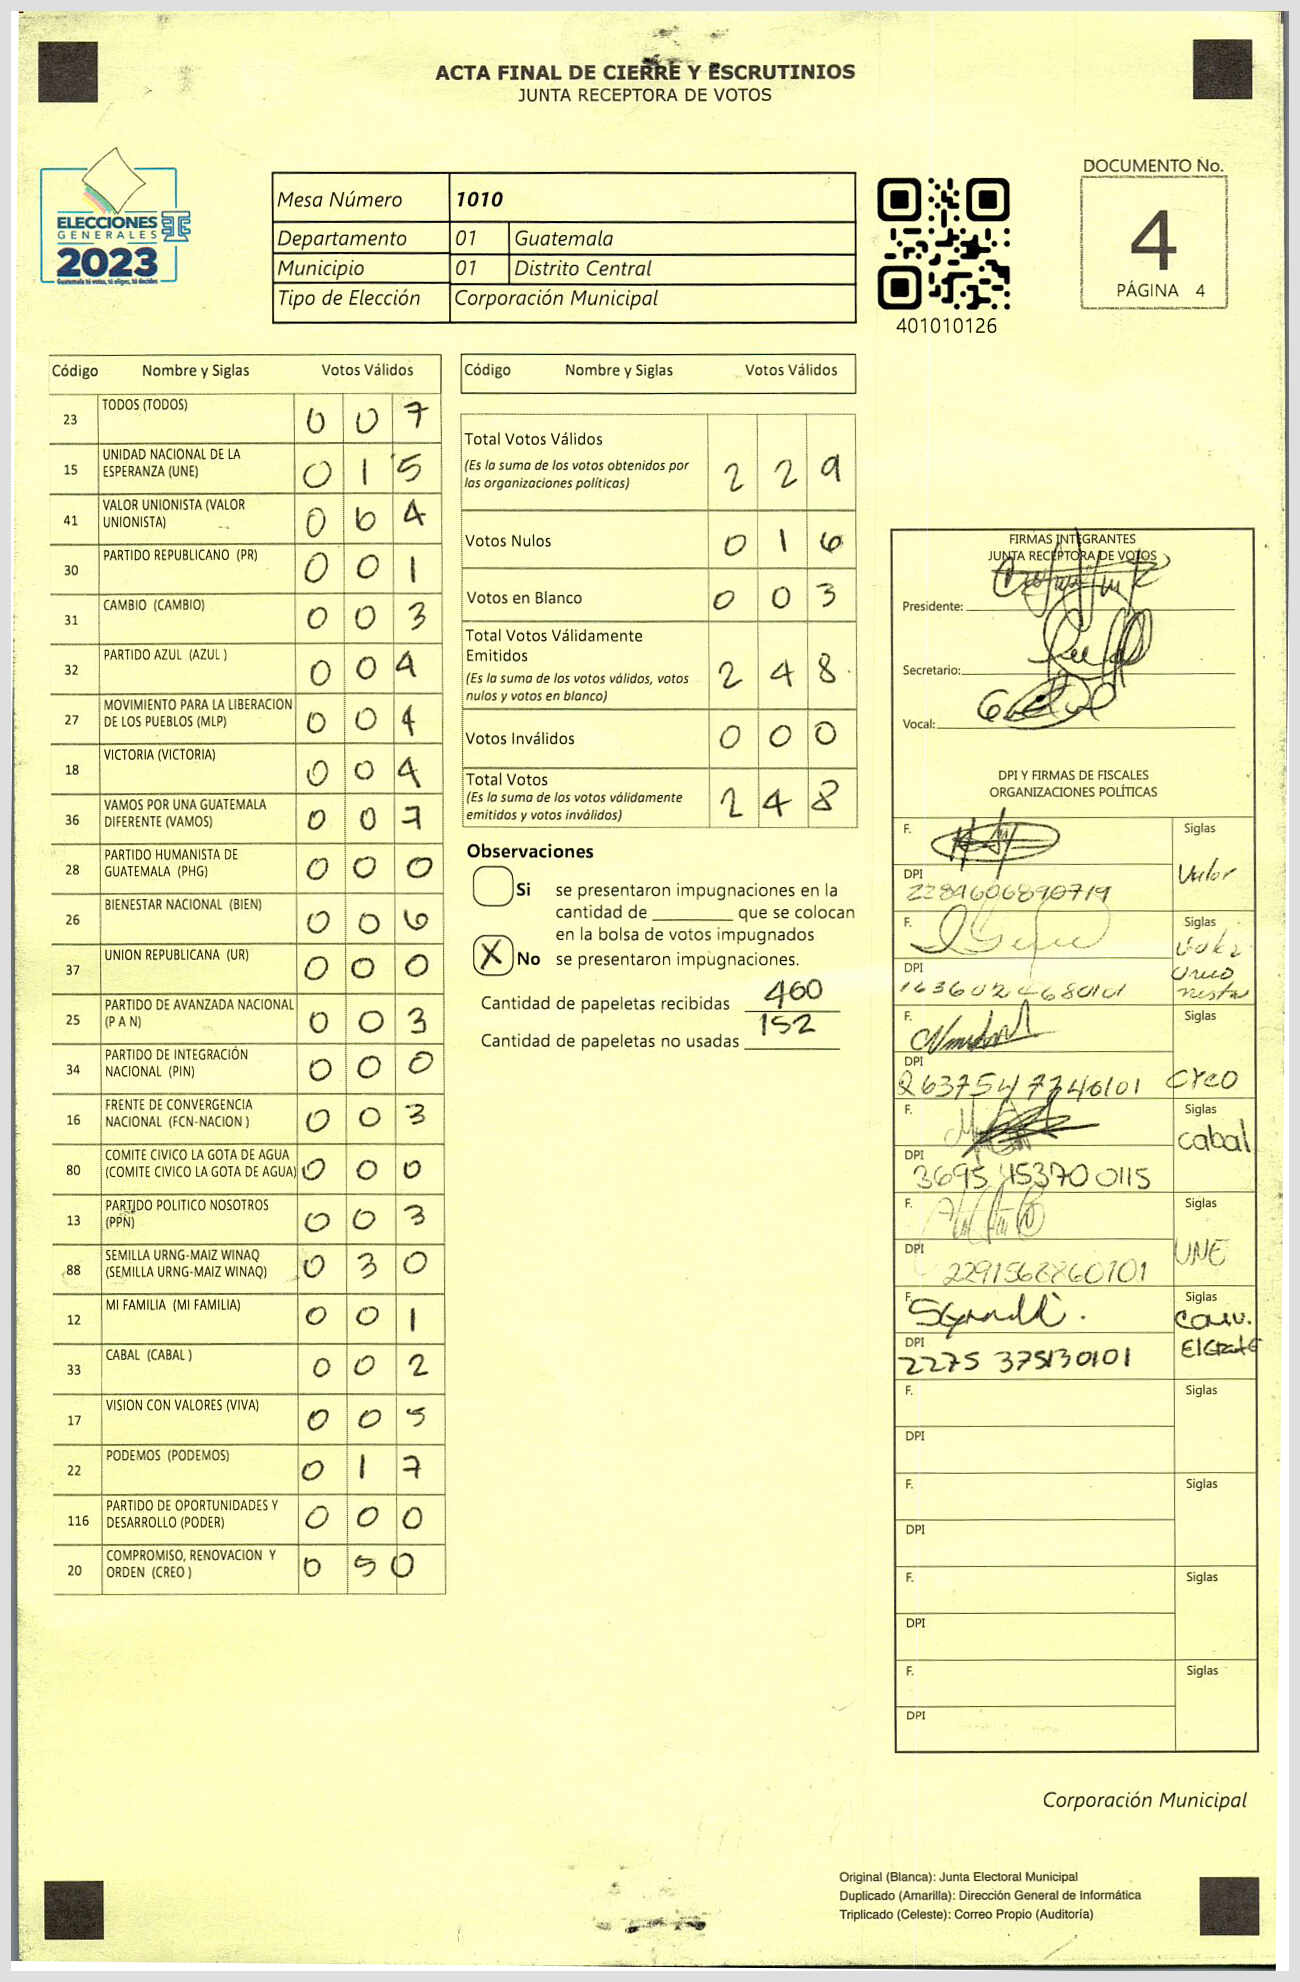 ACTA FINAL DE CIERRE Y ESCRUTINIOS
JUNTA RECEPTORA DE VOTOS
ELECCIONES
GENERALES
2023
Guatemala tú votas, tú eliges, tú decides
Mesa Número 1010
Departamento 01 Guatemala
Municipio 01 Distrito Central
Tipo de Elección Corporación Municipal
401010126
DOCUMENTO No.
4
PÁGINA 4
Código Nombre y Siglas Votos Válidos
23 TODOS (TODOS) 0 0 7
15 UNIDAD NACIONAL DE LA
ESPERANZA (UNE) 0 1 5
41 VALOR UNIONISTA (VALOR
UNIONISTA) 0 6 4
30 PARTIDO REPUBLICANO (PR) 0 0 1
31 CAMBIO (CAMBIO) 0 0 3
32 PARTIDO AZUL (AZUL ) 0 0 4
27 MOVIMIENTO PARA LA LIBERACION
DE LOS PUEBLOS (MLP) 0 0 4
18 VICTORIA (VICTORIA) 0 0 4
36 VAMOS POR UNA GUATEMALA
DIFERENTE (VAMOS) 0 0 7
28 PARTIDO HUMANISTA DE
GUATEMALA (PHG) 0 0 0
26 BIENESTAR NACIONAL (BIEN) 0 0 6
37 UNION REPUBLICANA (UR) 0 0 0
25 PARTIDO DE AVANZADA NACIONAL
(P A N) 0 0 3
34 PARTIDO DE INTEGRACIÓN
NACIONAL (PIN) 0 0 0
16 FRENTE DE CONVERGENCIA
NACIONAL (FCN-NACION ) 0 0 3
80 COMITE CIVICO LA GOTA DE AGUA
(COMITE CIVICO LA GOTA DE AGUA) 0 0 0
13 PARTIDO POLITICO NOSOTROS
(PPN) 0 0 3
88 SEMILLA URNG-MAIZ WINAQ
(SEMILLA URNG-MAIZ WINAQ) 0 3 0
12 MI FAMILIA (MI FAMILIA) 0 0 1
33 CABAL (CABAL ) 0 0 2
17 VISION CON VALORES (VIVA) 0 0 5
22 PODEMOS (PODEMOS) 0 1 7
116 PARTIDO DE OPORTUNIDADES Y
DESARROLLO (PODER) 0 0 0
20 COMPROMISO, RENOVACION Y
ORDEN (CREO ) 0 5 0
Código Nombre y Siglas Votos Válidos
Total Votos Válidos
(Es la suma de los votos obtenidos por
las organizaciones políticas) 2 2 9
Votos Nulos 0 1 6
Votos en Blanco 0 0 3
Total Votos Válidamente
Emitidos
(Es la suma de los votos válidos, votos
nulos y votos en blanco) 2 4 8
Votos Inválidos 0 0 0
Total Votos
(Es la suma de los votos válidamente
emitidos y votos inválidos) 2 4 8
Observaciones
Si se presentaron impugnaciones en la
cantidad de ________ que se colocan
en la bolsa de votos impugnados
X No se presentaron impugnaciones.
Cantidad de papeletas recibidas 460
Cantidad de papeletas no usadas 152
FIRMAS INTEGRANTES
JUNTA RECEPTORA DE VOTOS
Presidente:
Secretario:
Vocal:
DPI Y FIRMAS DE FISCALES
ORGANIZACIONES POLÍTICAS
F. Siglas
Valor
DPI
2284606890719
F. Siglas
DPI
1636024680101
F. Siglas
DPI
2637547740101 creo
F. Siglas
cabal
DPI
3695 15370 0115
F. Siglas
UNE
DPI
F. Siglas
DPI
2275 375130101
F. Siglas
DPI
F. Siglas
DPI
F. Siglas
DPI
F. Siglas
DPI
Corporación Municipal
Original (Blanca): Junta Electoral Municipal
Duplicado (Amarilla): Dirección General de Informática
Triplicado (Celeste): Correo Propio (Auditoría)